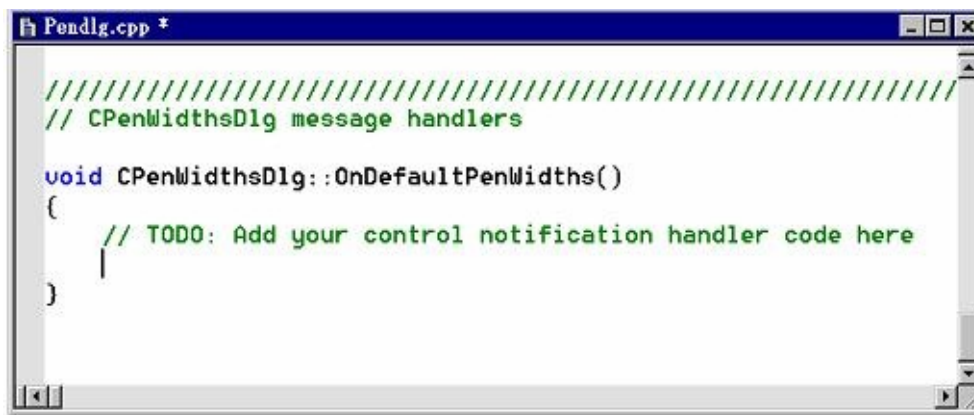 Pendlg.cpp *
///////////////////////////////////////////////////////////////
// CPenWidthsDlg message handlers
void CPenWidthsDlg::OnDefaultPenWidths()
{
// TODO: Add your control notification handler code here
}